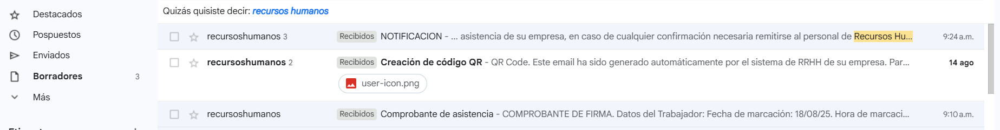 Quizás quisiste decir: recursos humanos
Destacados
Pospuestos
Enviados
Borradores 3
Más
recursoshumanos 3 Recibidos NOTIFICACION - ... asistencia de su empresa, en caso de cualquier confirmación necesaria remitirse al personal de Recursos Hu... 9:24 a.m.
recursoshumanos 2 Recibidos Creación de código QR - QR Code. Este email ha sido generado automáticamente por el sistema de RRHH de su empresa. Par... 14 ago
user-icon.png
recursoshumanos Recibidos Comprobante de asistencia - COMPROBANTE DE FIRMA. Datos del Trabajador: Fecha de marcación: 18/08/25. Hora de marcaci... 9:10 a.m.